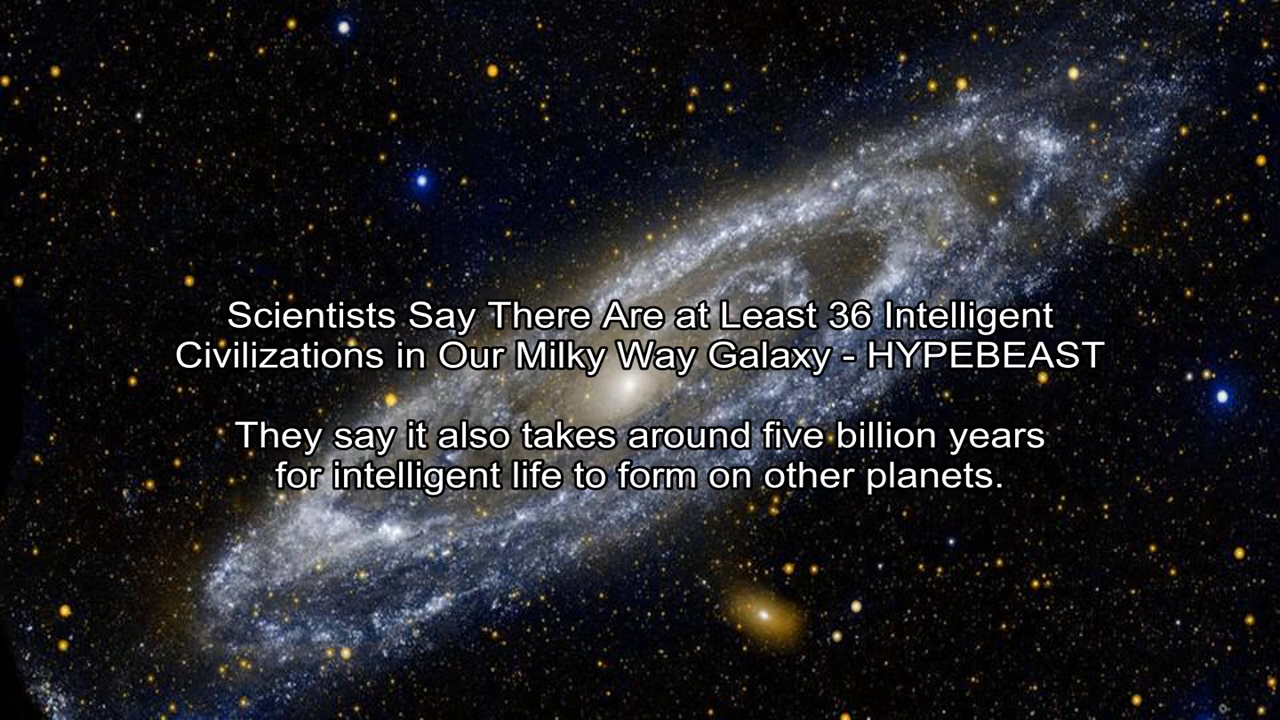 Scientists Say There Are at Least 36 Intelligent
Civilizations in Our Milky Way Galaxy - HYPEBEAST
They say it also takes around five billion years
for intelligent life to form on other planets.